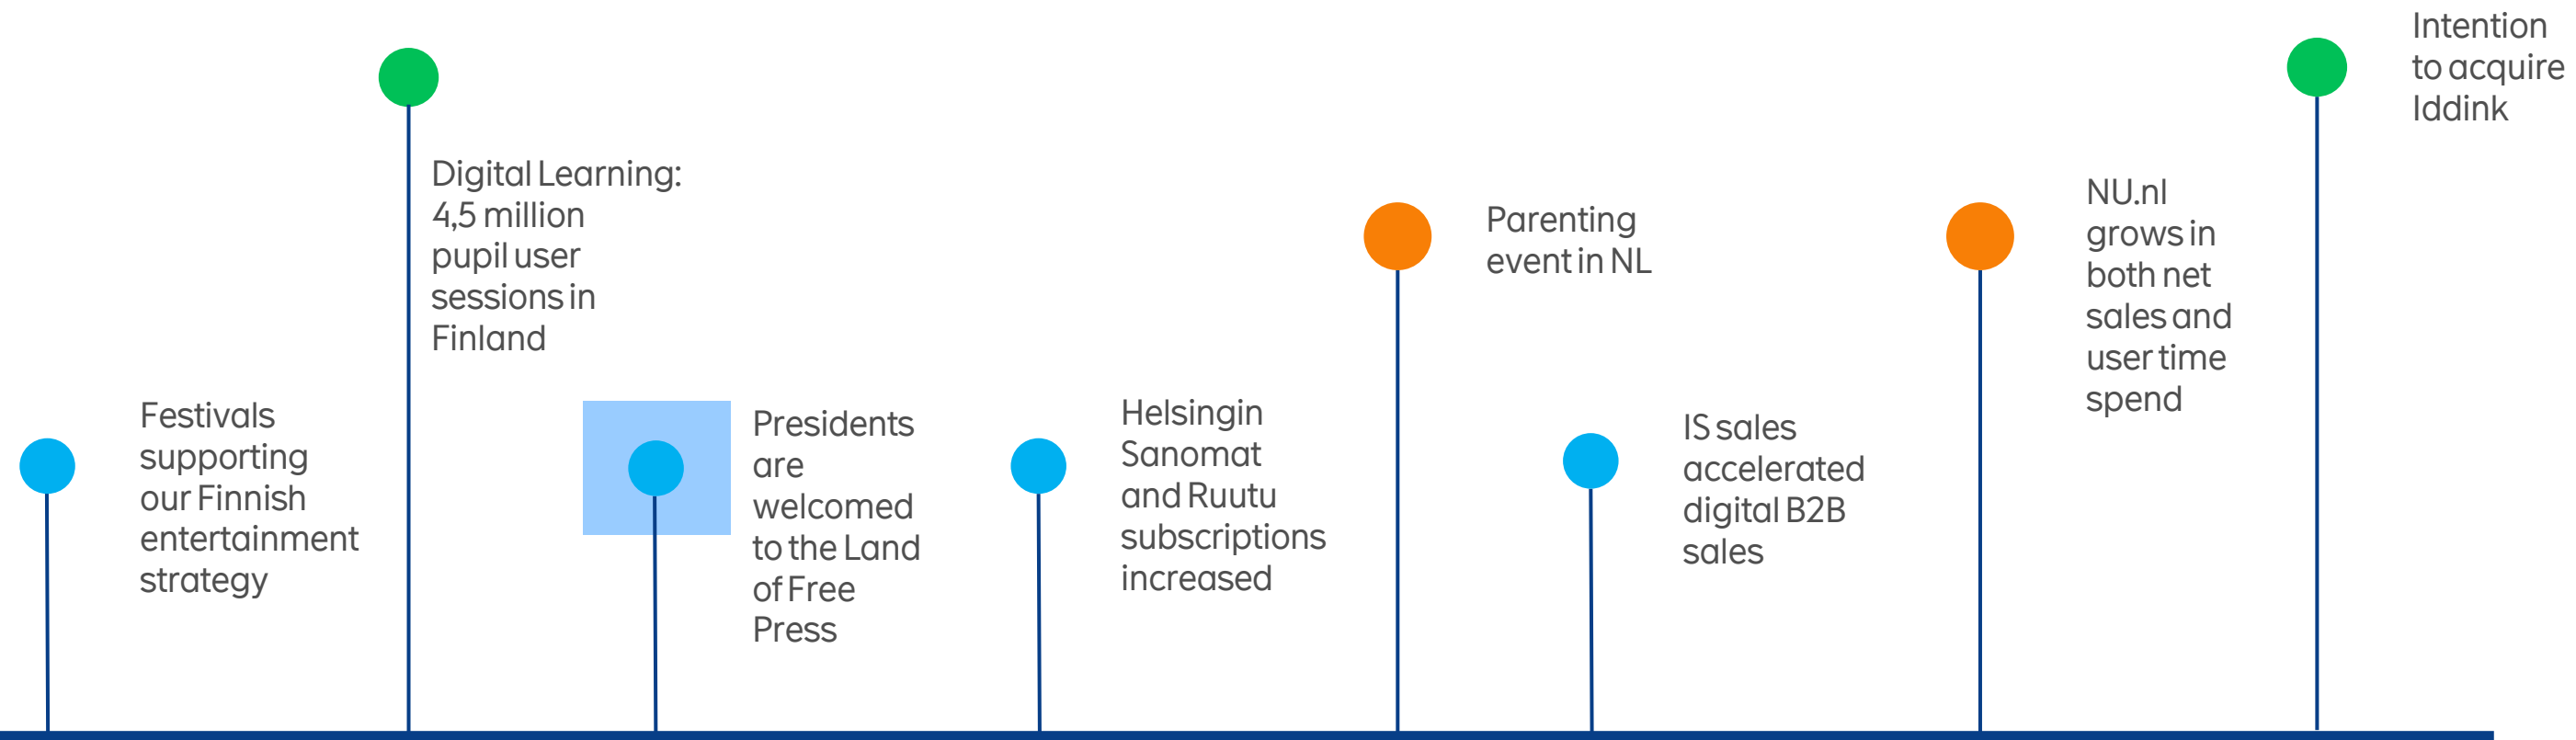 Festivals
supporting
our Finnish
entertainment
strategy
Digital Learning:
4,5 million
pupil user
sessions in
Finland
Presidents
are
welcomed
to the Land
of Free
Press
Helsingin
Sanomat
and Ruutu
subscriptions
increased
Parenting
event in NL
IS sales
accelerated
digital B2B
sales
NU.nl
grows in
both net
sales and
user time
spend
Intention
to acquire
Iddink